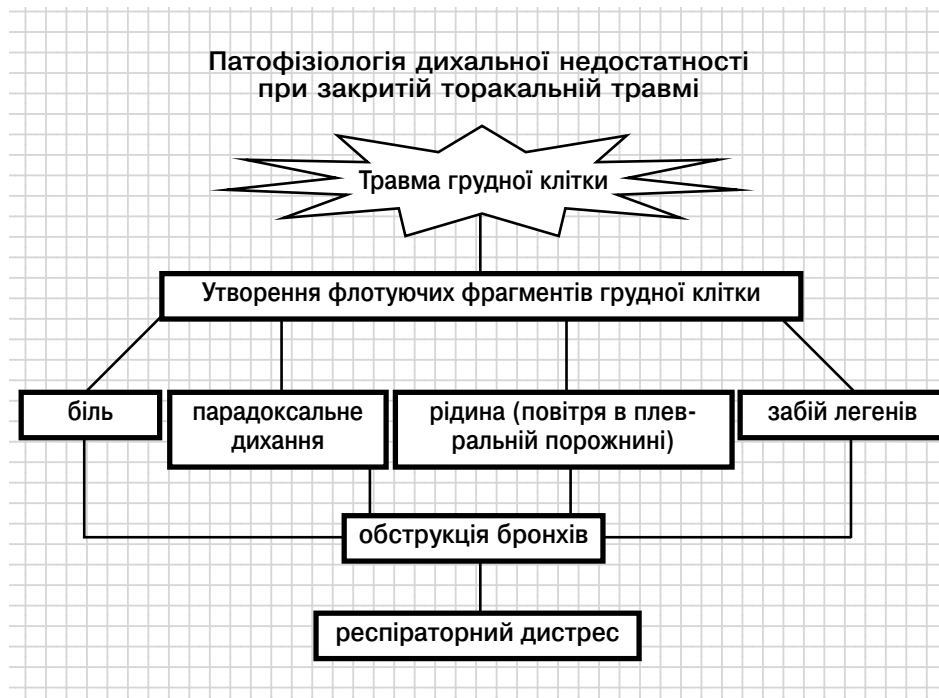 Патофізіологія дихальної недостатності
при закритій торакальній травмі
Травма грудної клітки
Утворення флотуючих фрагментів грудної клітки
біль
парадоксальне
дихання
рідина (повітря в плев-
ральній порожнині)
забій легенів
обструкція бронхів
респіраторний дистрес